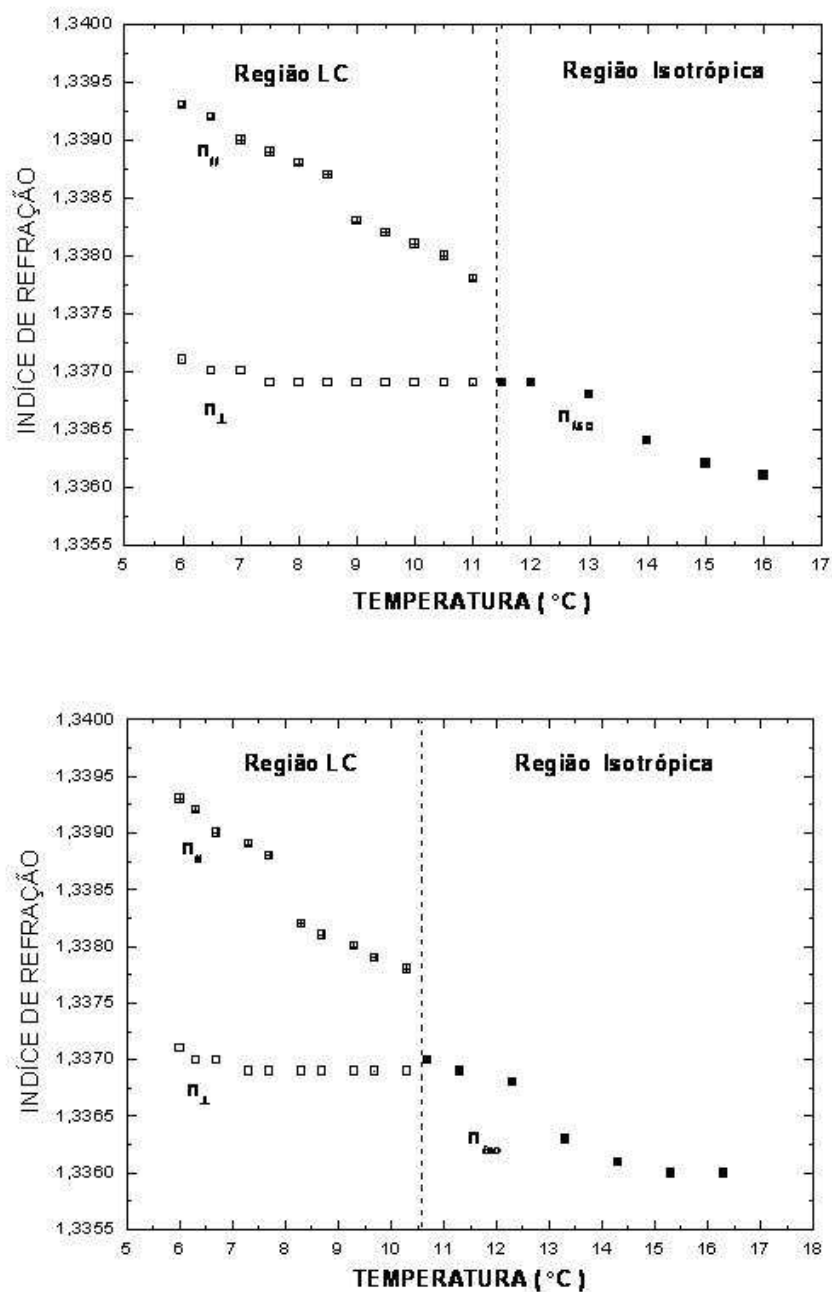 1,3400
Região LC
Região Isotrópica
1,3395
1,3390
n //
1,3385
1,3380
1,3375
1,3370
n ⊥
n iso
1,3365
1,3360
1,3355
INDÍCE DE REFRAÇÃO
5 6 7 8 9 10 11 12 13 14 15 16 17
TEMPERATURA ( °C )
1,3400
Região LC
Região Isotrópica
1,3395
1,3390
n //
1,3385
1,3380
1,3375
1,3370
n ⊥
1,3365
n iso
1,3360
1,3355
INDÍCE DE REFRAÇÃO
5 6 7 8 9 10 11 12 13 14 15 16 17 18
TEMPERATURA ( °C )